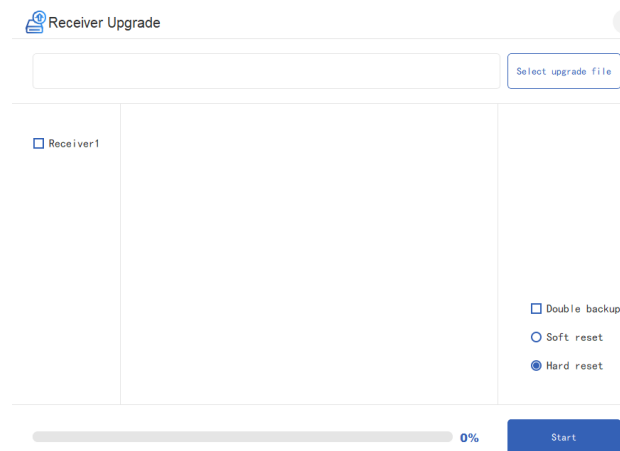 Receiver Upgrade
Select upgrade file
Receiver1
Double backup
Soft reset
Hard reset
0%
Start